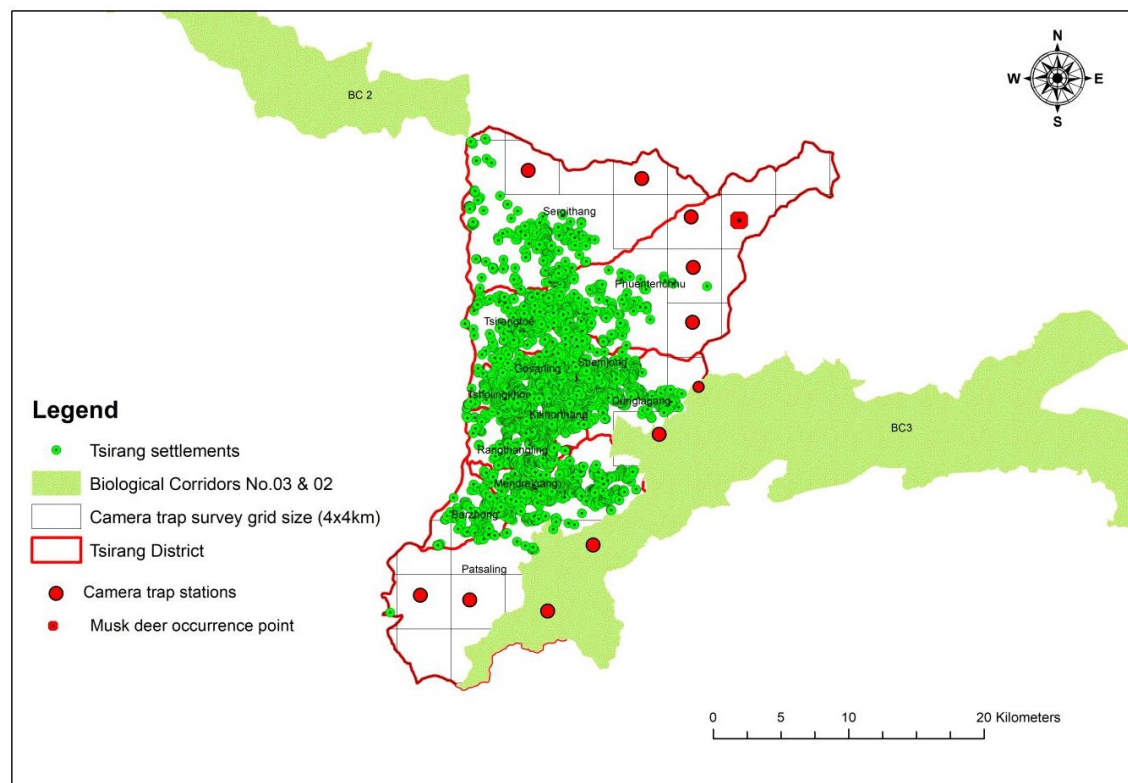 N
W E
S
BC 2
Sergithang
Phuentenchhu
Tsirangtoe
Semjong
Gosarling
Tsholingkhor
Dunglagang
Kikhorthang
BC3
Rangthangling
Mendrelgang
Barzhong
Patsaling
Legend
Tsirang settlements
Biological Corridors No.03 & 02
Camera trap survey grid size (4x4km)
Tsirang District
Camera trap stations
Musk deer occurrence point
0 5 10 20 Kilometers